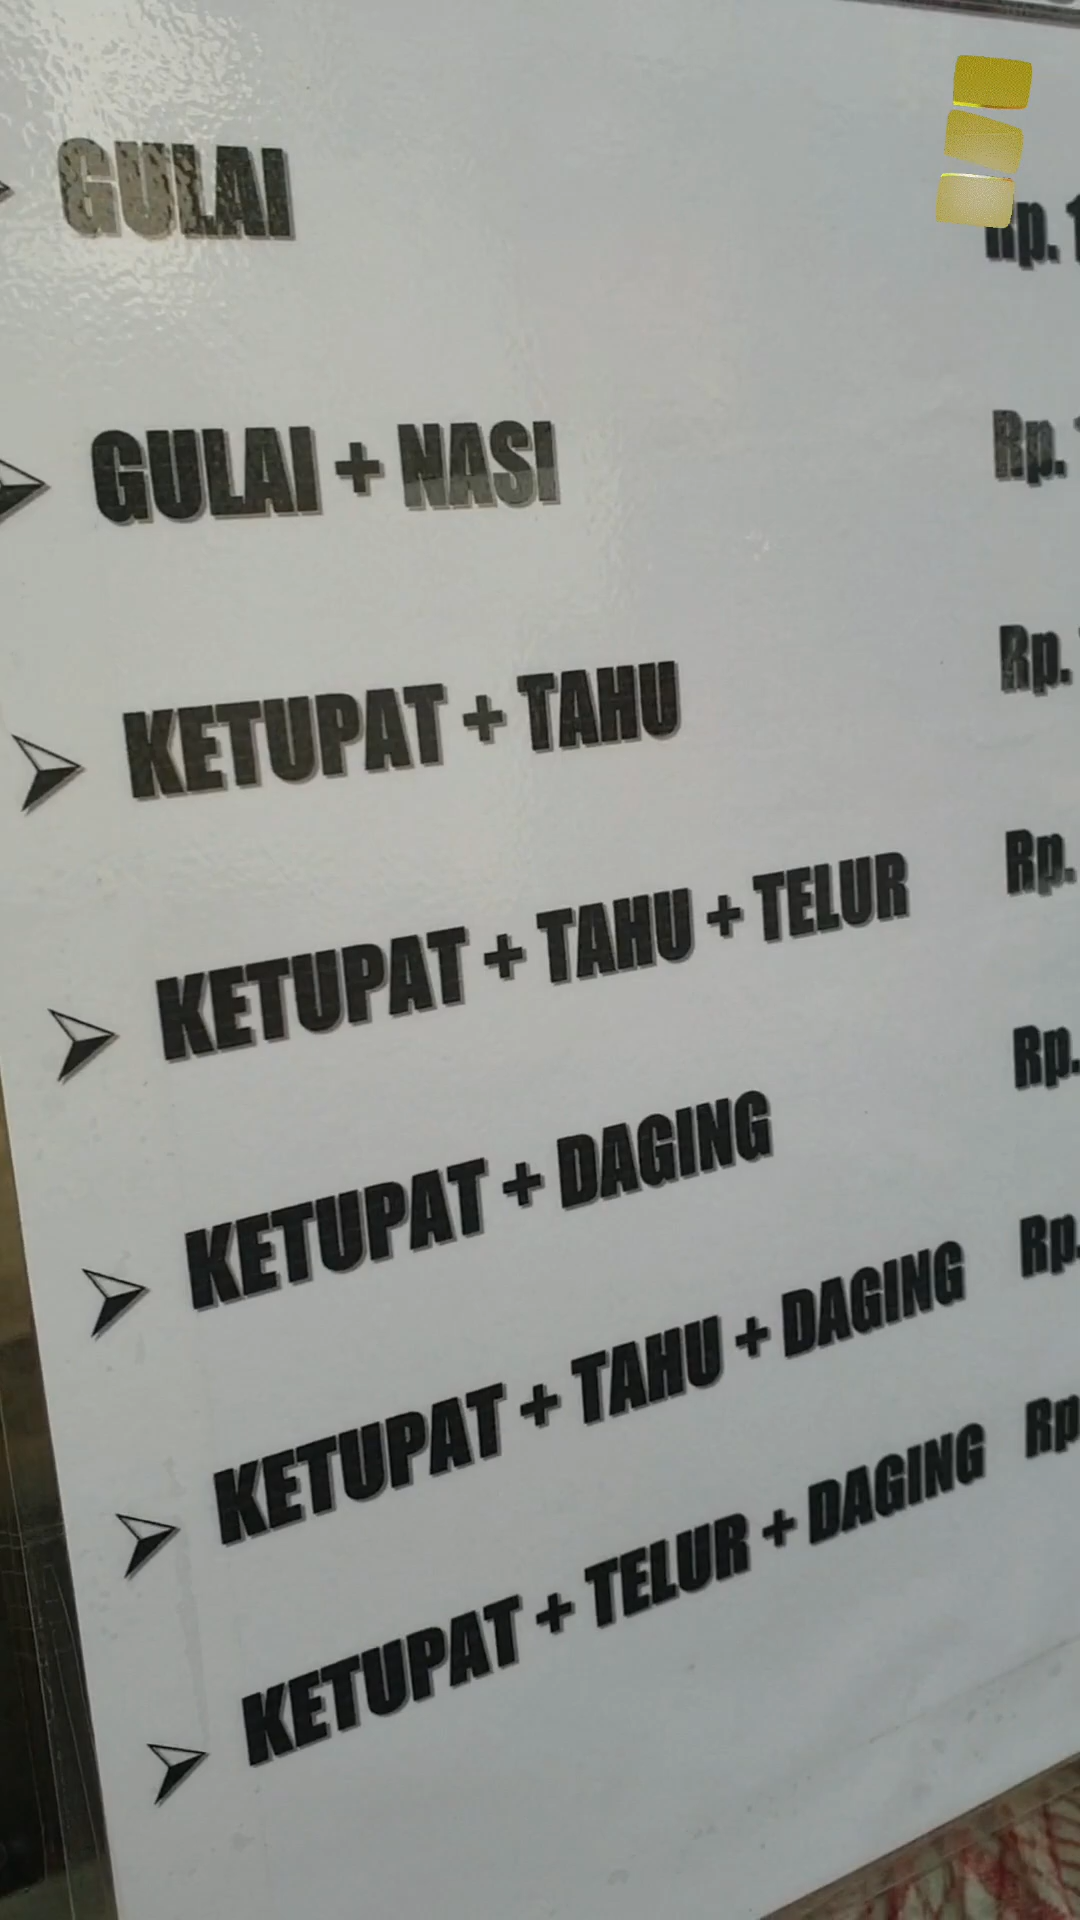 GULAI Rp.
GULAI + NASI Rp.
KETUPAT + TAHU Rp.
KETUPAT + TAHU + TELUR Rp.
KETUPAT + DAGING Rp.
KETUPAT + TAHU + DAGING Rp.
KETUPAT + TELUR + DAGING Rp